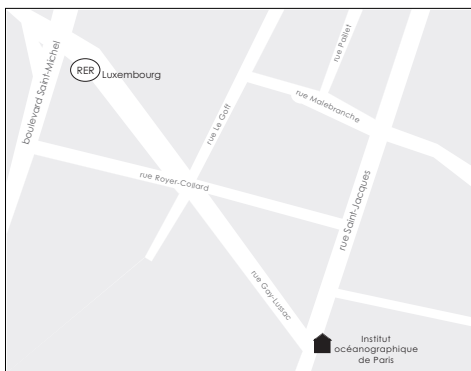 boulevard Saint-Michel
RER
Luxembourg
rue Le Goff
rue Paillet
rue Malebranche
rue Royer-Collard
rue Saint-Jacques
rue Gay-Lussac
Institut
océanographique
de Paris